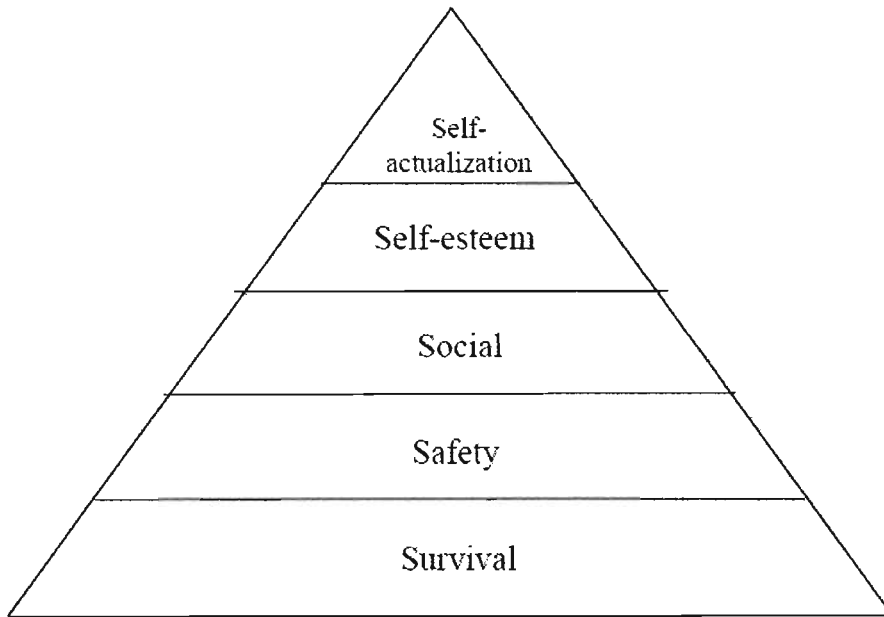 Self-
actualization
Self-esteem
Social
Safety
Survival